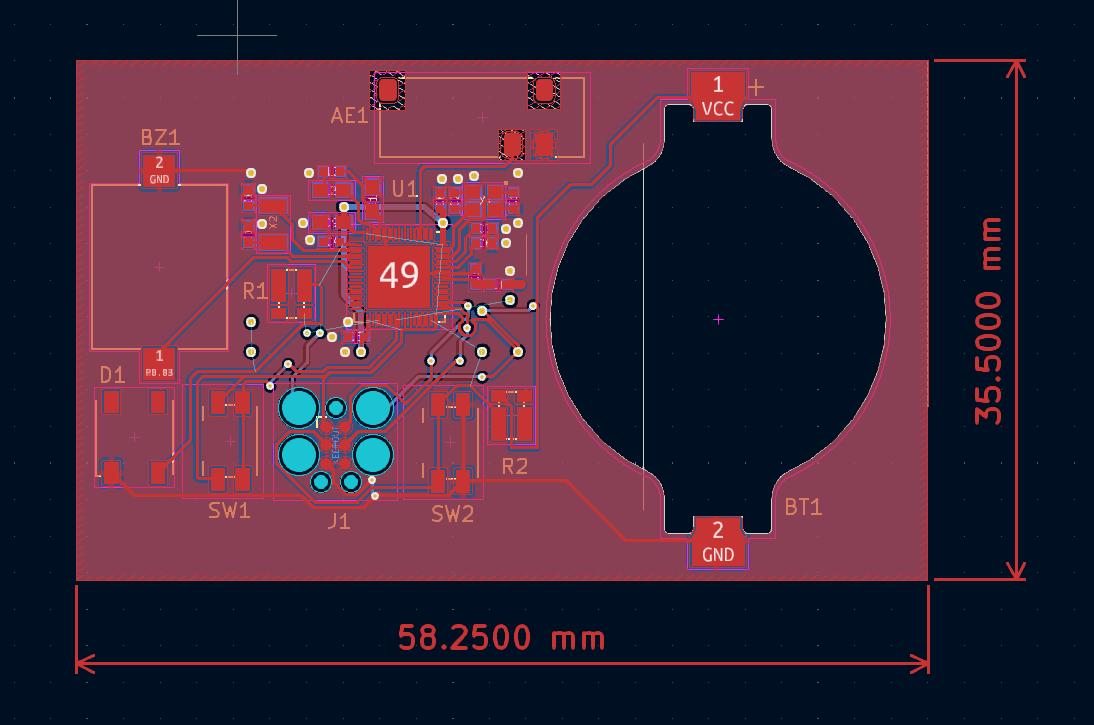 1
VCC
+
AE1
BZ1
2
GND
U1
X2
49
R1
1
P0.03
D1
35.5000 mm
R2
SW1
J1
SW2
BT1
2
GND
58.2500 mm